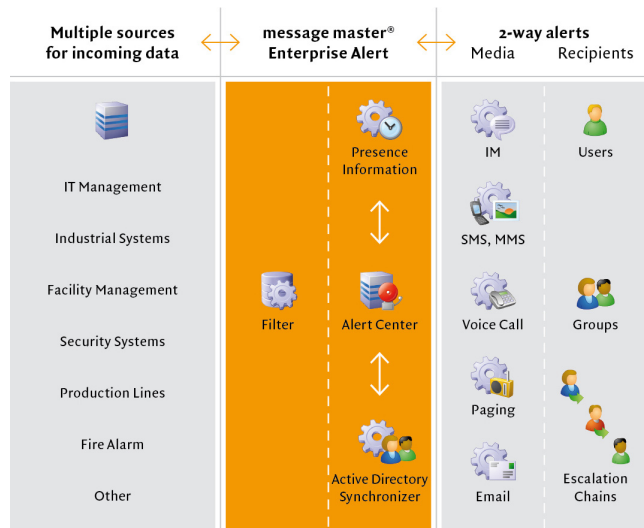 Multiple sources
for incoming data
message master®
Enterprise Alert
2-way alerts
Media
Recipients
IT Management
Industrial Systems
Facility Management
Security Systems
Production Lines
Fire Alarm
Other
Filter
Presence
Information
Alert Center
Active Directory
Synchronizer
IM
SMS, MMS
Voice Call
Paging
Email
Users
Groups
Escalation
Chains